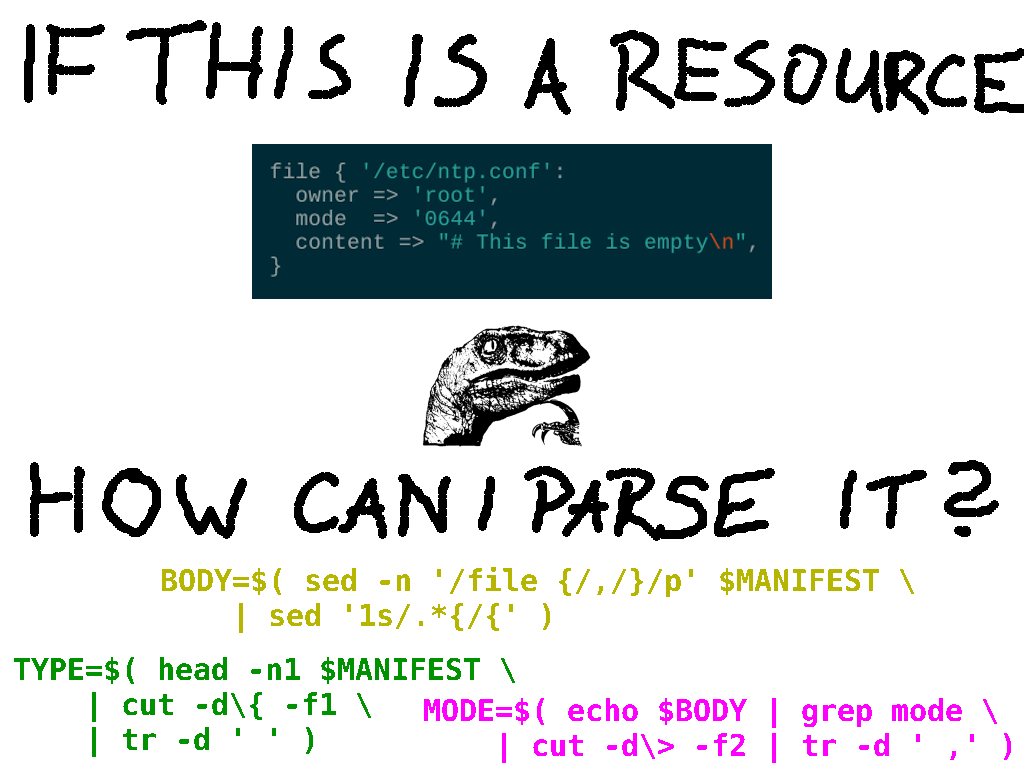 IF THIS IS A RESOURCE
file { '/etc/ntp.conf':
  owner => 'root',
  mode  => '0644',
  content => "# This file is empty\n",
}
HOW CAN I PARSE IT?
BODY=$( sed -n '/file {/,/}/p' $MANIFEST \
    | sed '1s/.*{/{' )
TYPE=$( head -n1 $MANIFEST \
    | cut -d\{ -f1 \
    | tr -d ' ' )
MODE=$( echo $BODY | grep mode \
    | cut -d\> -f2 | tr -d ' ,' )